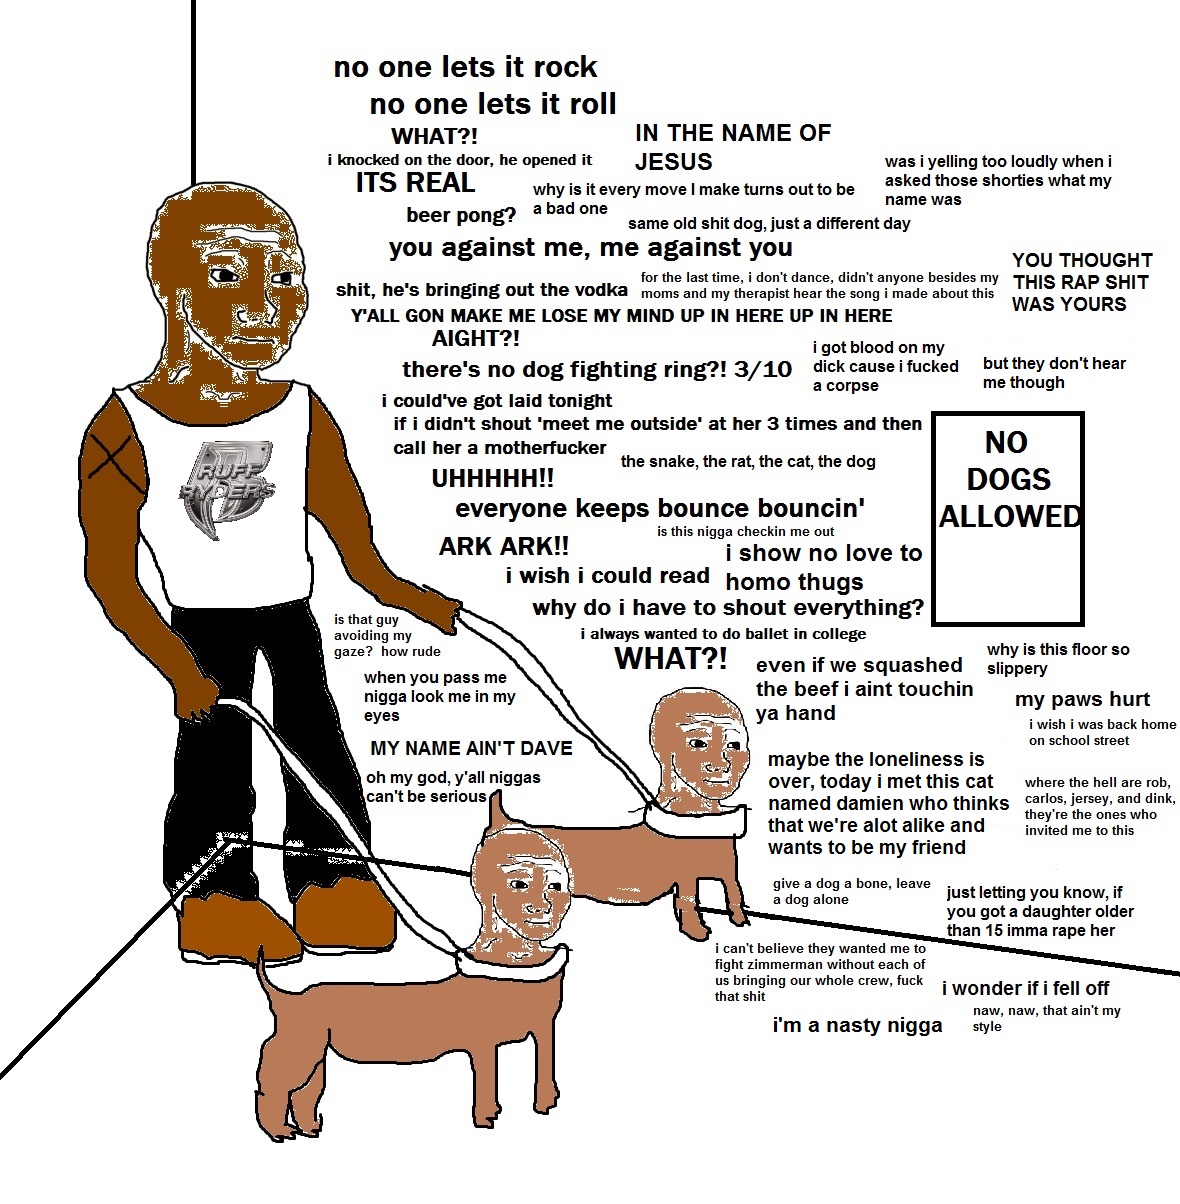 no one lets it rock
no one lets it roll
WHAT?!
IN THE NAME OF
JESUS
i knocked on the door, he opened it
was i yelling too loudly when i
asked those shorties what my
name was
ITS REAL
why is it every move I make turns out to be
a bad one
beer pong?
same old shit dog, just a different day
you against me, me against you
YOU THOUGHT
THIS RAP SHIT
WAS YOURS
shit, he's bringing out the vodka
for the last time, i don't dance, didn't anyone besides my
moms and my therapist hear the song i made about this
Y'ALL GON MAKE ME LOSE MY MIND UP IN HERE UP IN HERE
AIGHT?!
i got blood on my
dick cause i fucked
a corpse
but they don't hear
me though
there's no dog fighting ring?! 3/10
i could've got laid tonight
if i didn't shout 'meet me outside' at her 3 times and then
call her a motherfucker
the snake, the rat, the cat, the dog
NO
DOGS
ALLOWED
RUFF
RYDERS
UHHHHH!!
everyone keeps bounce bouncin'
is this nigga checkin me out
ARK ARK!!
i show no love to
homo thugs
i wish i could read
why do i have to shout everything?
is that guy
avoiding my
gaze? how rude
i always wanted to do ballet in college
WHAT?!
even if we squashed
the beef i aint touchin
ya hand
why is this floor so
slippery
when you pass me
nigga look me in my
eyes
my paws hurt
i wish i was back home
on school street
MY NAME AIN'T DAVE
oh my god, y'all niggas
can't be serious
maybe the loneliness is
over, today i met this cat
named damien who thinks
that we're alot alike and
wants to be my friend
where the hell are rob,
carlos, jersey, and dink,
they're the ones who
invited me to this
give a dog a bone, leave
a dog alone
just letting you know, if
you got a daughter older
than 15 imma rape her
i can't believe they wanted me to
fight zimmerman without each of
us bringing our whole crew, fuck
that shit
i wonder if i fell off
i'm a nasty nigga
naw, naw, that ain't my
style